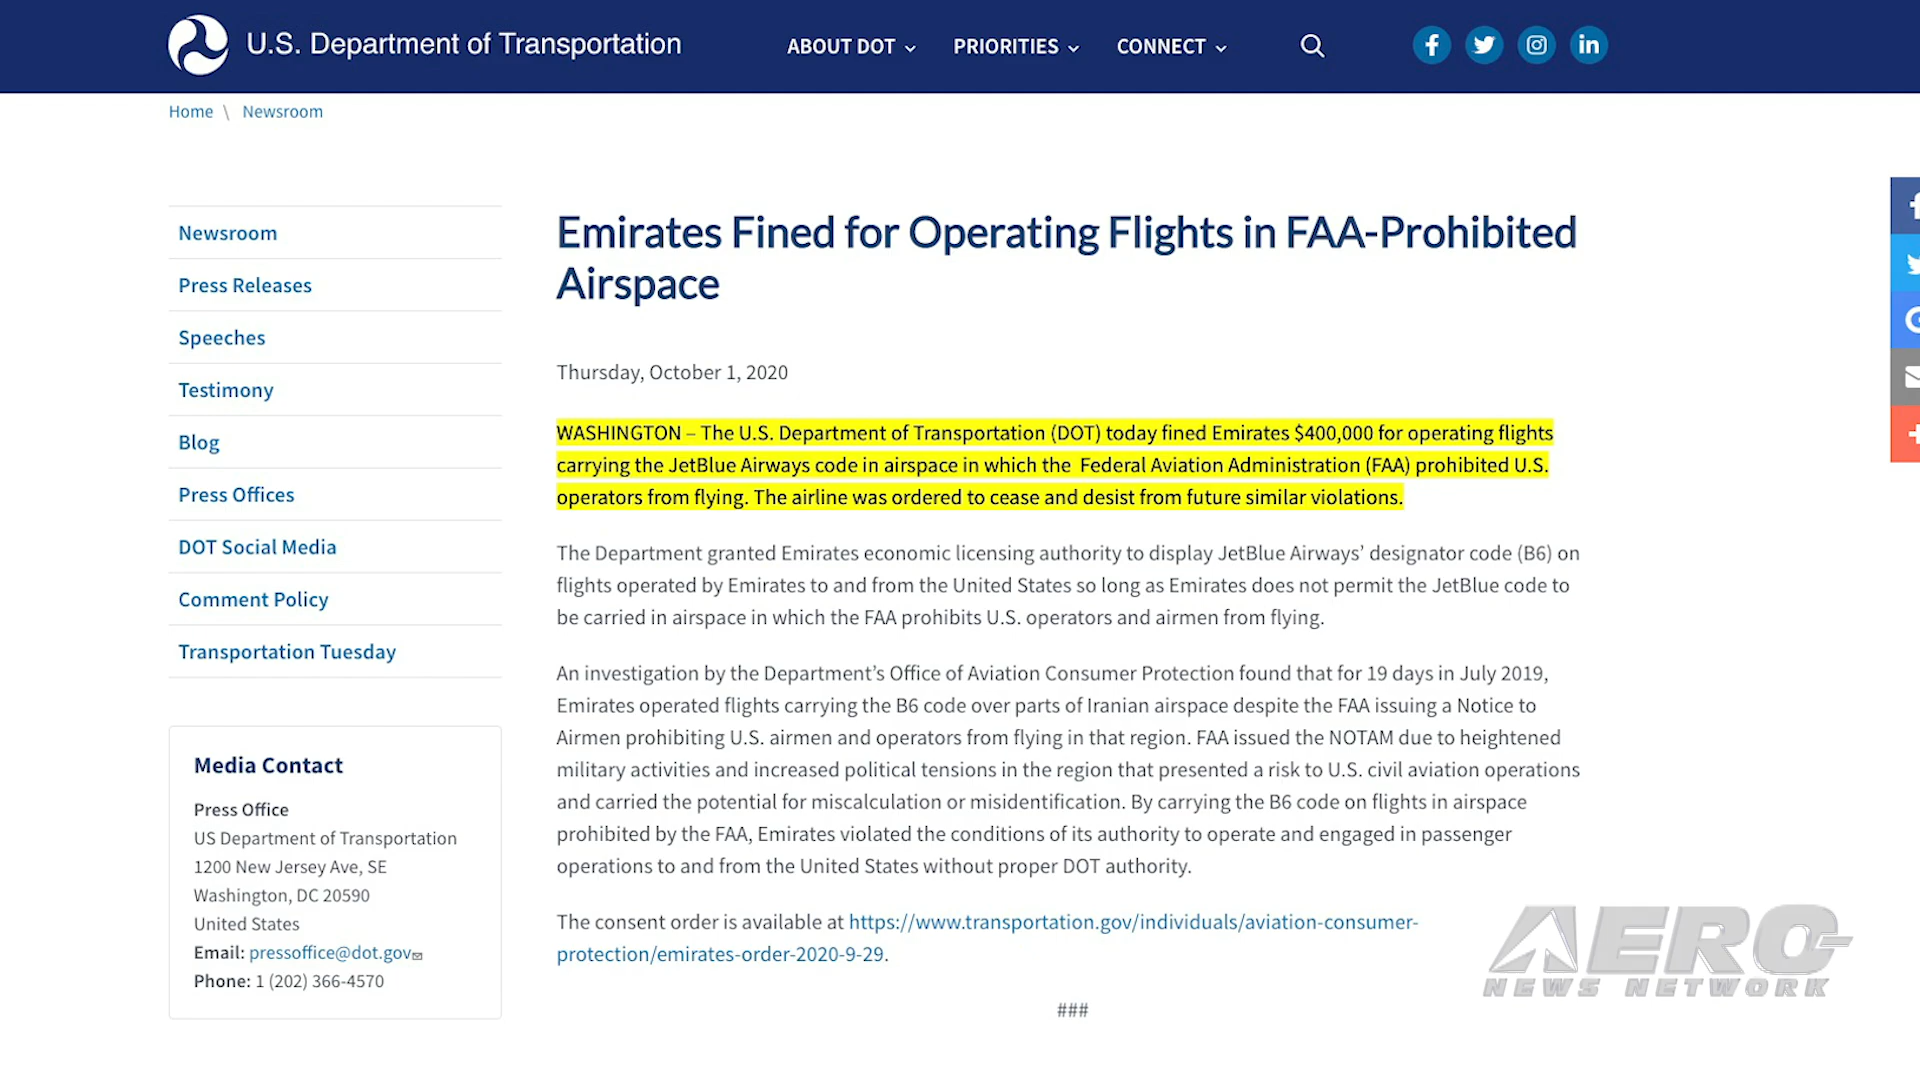 U.S. Department of Transportation
ABOUT DOT
PRIORITIES
CONNECT
Home \ Newsroom
Newsroom
Press Releases
Speeches
Testimony
Blog
Press Offices
DOT Social Media
Comment Policy
Transportation Tuesday
Media Contact
Press Office
US Department of Transportation
1200 New Jersey Ave, SE
Washington, DC 20590
United States
Email: pressoffice@dot.gov
Phone: 1 (202) 366-4570
Emirates Fined for Operating Flights in FAA-Prohibited
Airspace
Thursday, October 1, 2020
WASHINGTON – The U.S. Department of Transportation (DOT) today fined Emirates $400,000 for operating flights
carrying the JetBlue Airways code in airspace in which the  Federal Aviation Administration (FAA) prohibited U.S.
operators from flying. The airline was ordered to cease and desist from future similar violations.
The Department granted Emirates economic licensing authority to display JetBlue Airways’ designator code (B6) on
flights operated by Emirates to and from the United States so long as Emirates does not permit the JetBlue code to
be carried in airspace in which the FAA prohibits U.S. operators and airmen from flying.
An investigation by the Department’s Office of Aviation Consumer Protection found that for 19 days in July 2019,
Emirates operated flights carrying the B6 code over parts of Iranian airspace despite the FAA issuing a Notice to
Airmen prohibiting U.S. airmen and operators from flying in that region. FAA issued the NOTAM due to heightened
military activities and increased political tensions in the region that presented a risk to U.S. civil aviation operations
and carried the potential for miscalculation or misidentification. By carrying the B6 code on flights in airspace
prohibited by the FAA, Emirates violated the conditions of its authority to operate and engaged in passenger
operations to and from the United States without proper DOT authority.
The consent order is available at https://www.transportation.gov/individuals/aviation-consumer-
protection/emirates-order-2020-9-29.
###
AERO-
NEWS NETWORK